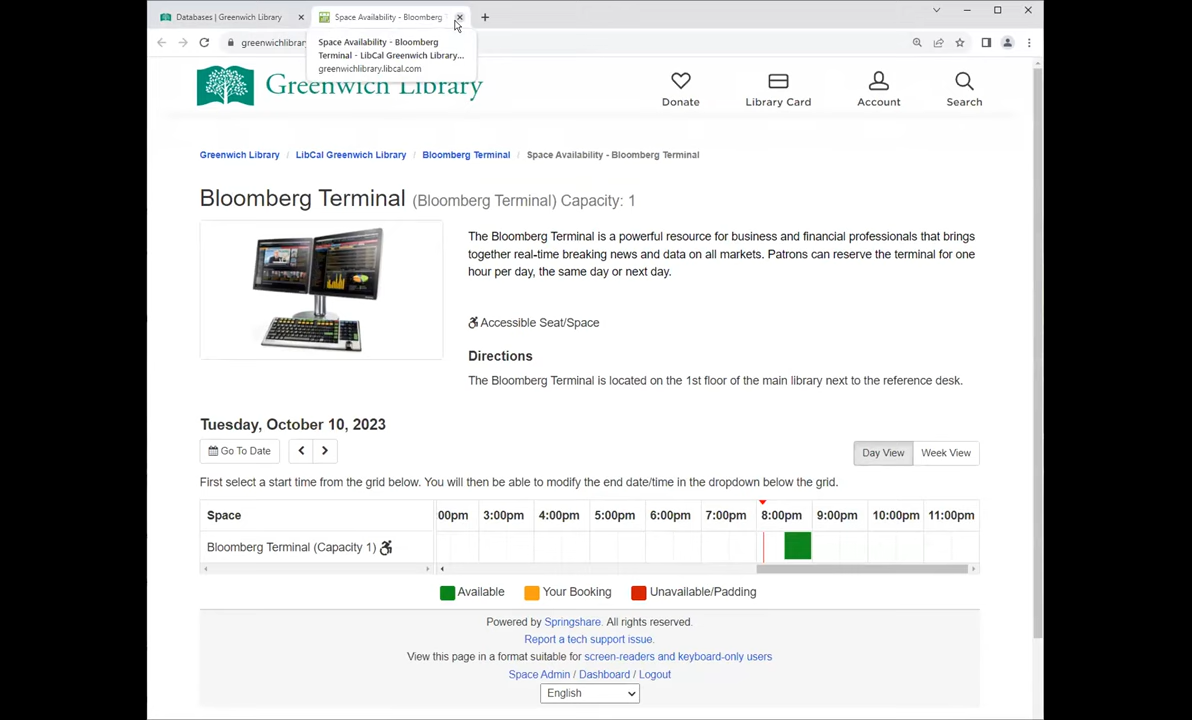 Databases | Greenwich Library
Space Availability - Bloomberg
greenwichlibrary
Space Availability - Bloomberg
Terminal - LibCal Greenwich Library...
greenwichlibrary.libcal.com
Greenwich Library
Donate
Library Card
Account
Search
Greenwich Library / LibCal Greenwich Library / Bloomberg Terminal / Space Availability - Bloomberg Terminal
Bloomberg Terminal (Bloomberg Terminal) Capacity: 1
The Bloomberg Terminal is a powerful resource for business and financial professionals that brings
together real-time breaking news and data on all markets. Patrons can reserve the terminal for one
hour per day, the same day or next day.
Accessible Seat/Space
Directions
The Bloomberg Terminal is located on the 1st floor of the main library next to the reference desk.
Tuesday, October 10, 2023
Go To Date
Day View
Week View
First select a start time from the grid below. You will then be able to modify the end date/time in the dropdown below the grid.
Space
00pm 3:00pm 4:00pm 5:00pm 6:00pm 7:00pm 8:00pm 9:00pm 10:00pm 11:00pm
Bloomberg Terminal (Capacity 1)
Available Your Booking Unavailable/Padding
Powered by Springshare. All rights reserved.
Report a tech support issue.
View this page in a format suitable for screen-readers and keyboard-only users
Space Admin / Dashboard / Logout
English